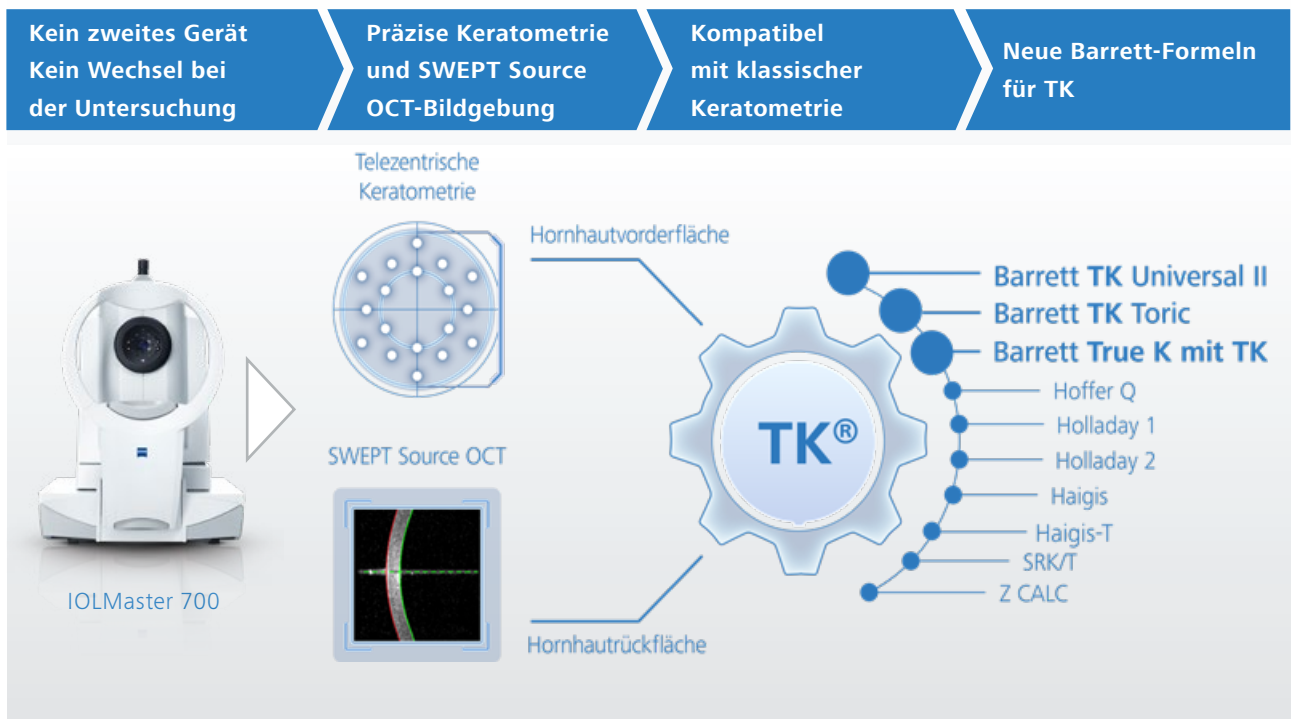 Kein zweites Gerät
Kein Wechsel bei
der Untersuchung
Präzise Keratometrie
und SWEPT Source
OCT-Bildgebung
Kompatibel
mit klassischer
Keratometrie
Neue Barrett-Formeln
für TK
Telezentrische
Keratometrie
Hornhautvorderfläche
SWEPT Source OCT
IOLMaster 700
Hornhautrückfläche
TK®
Barrett TK Universal II
Barrett TK Toric
Barrett True K mit TK
Hoffer Q
Holladay 1
Holladay 2
Haigis
Haigis-T
SRK/T
Z CALC